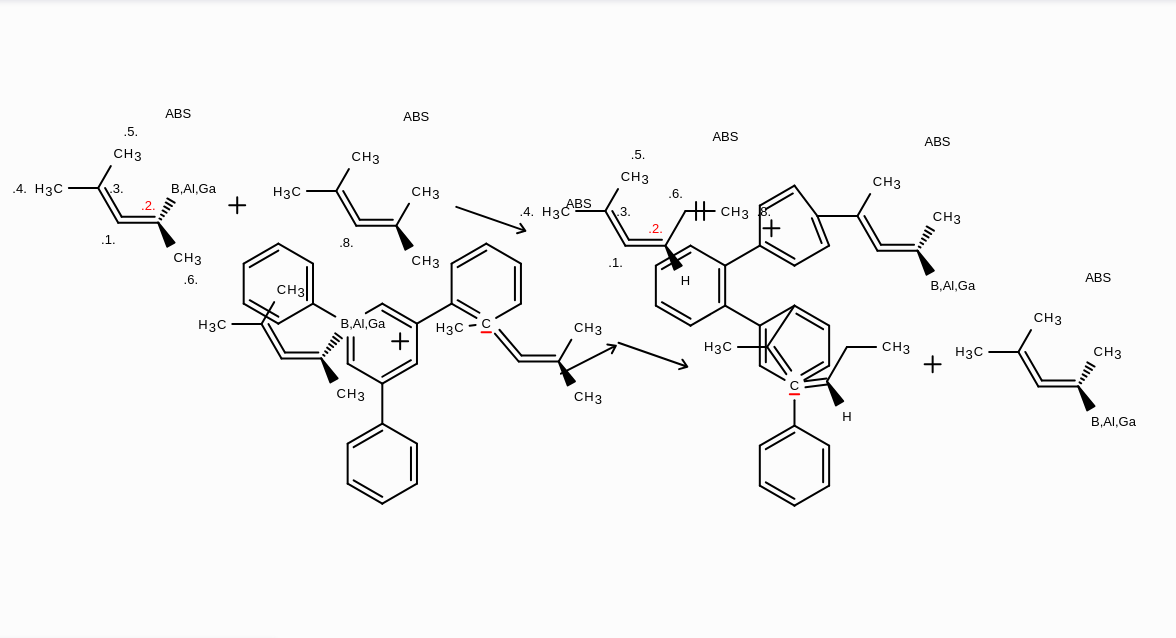 ABS ABS ABS ABS
.5. .5.
CH3 CH3 CH3 CH3
.4. H3C .3. B,Al,Ga H3C CH3 .6.
.2. .4. H3C ABS .3. CH3 .8. CH3
.1. .8. .2.
CH3 CH3 .1.
.6. H B,Al,Ga ABS
CH3
H3C B,Al,Ga H3C C CH3 CH3
H3C CH3 H3C CH3
CH3 CH3 C
H B,Al,Ga